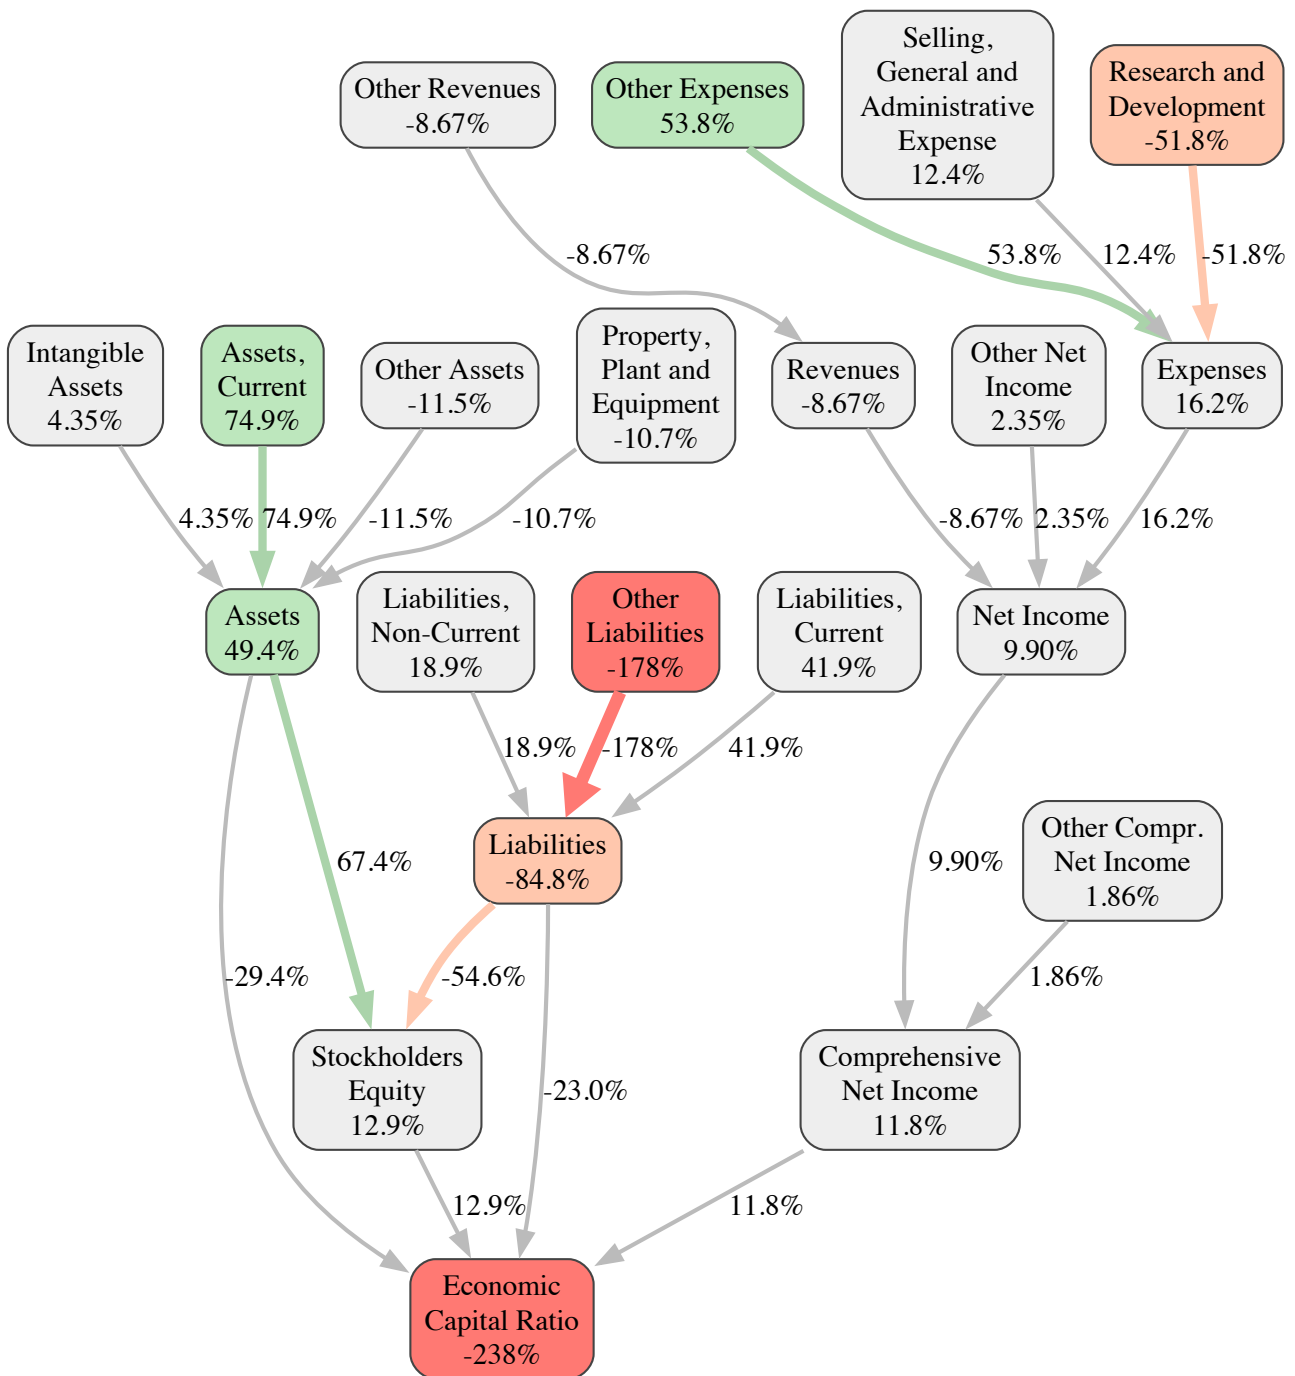 Other Revenues
-8.67%
Other Expenses
53.8%
Selling,
General and
Administrative
Expense
12.4%
Research and
Development
-51.8%
-8.67%
53.8%
12.4%
-51.8%
Intangible
Assets
4.35%
Assets,
Current
74.9%
Other Assets
-11.5%
Property,
Plant and
Equipment
-10.7%
Revenues
-8.67%
Other Net
Income
2.35%
Expenses
16.2%
4.35%
74.9%
-11.5%
-10.7%
-8.67%
2.35%
16.2%
Assets
49.4%
Liabilities,
Non-Current
18.9%
Other
Liabilities
-178%
Liabilities,
Current
41.9%
Net Income
9.90%
18.9%
-178%
41.9%
67.4%
Liabilities
-84.8%
9.90%
Other Compr.
Net Income
1.86%
-29.4%
-54.6%
1.86%
Stockholders
Equity
12.9%
-23.0%
Comprehensive
Net Income
11.8%
12.9%
11.8%
Economic
Capital Ratio
-238%